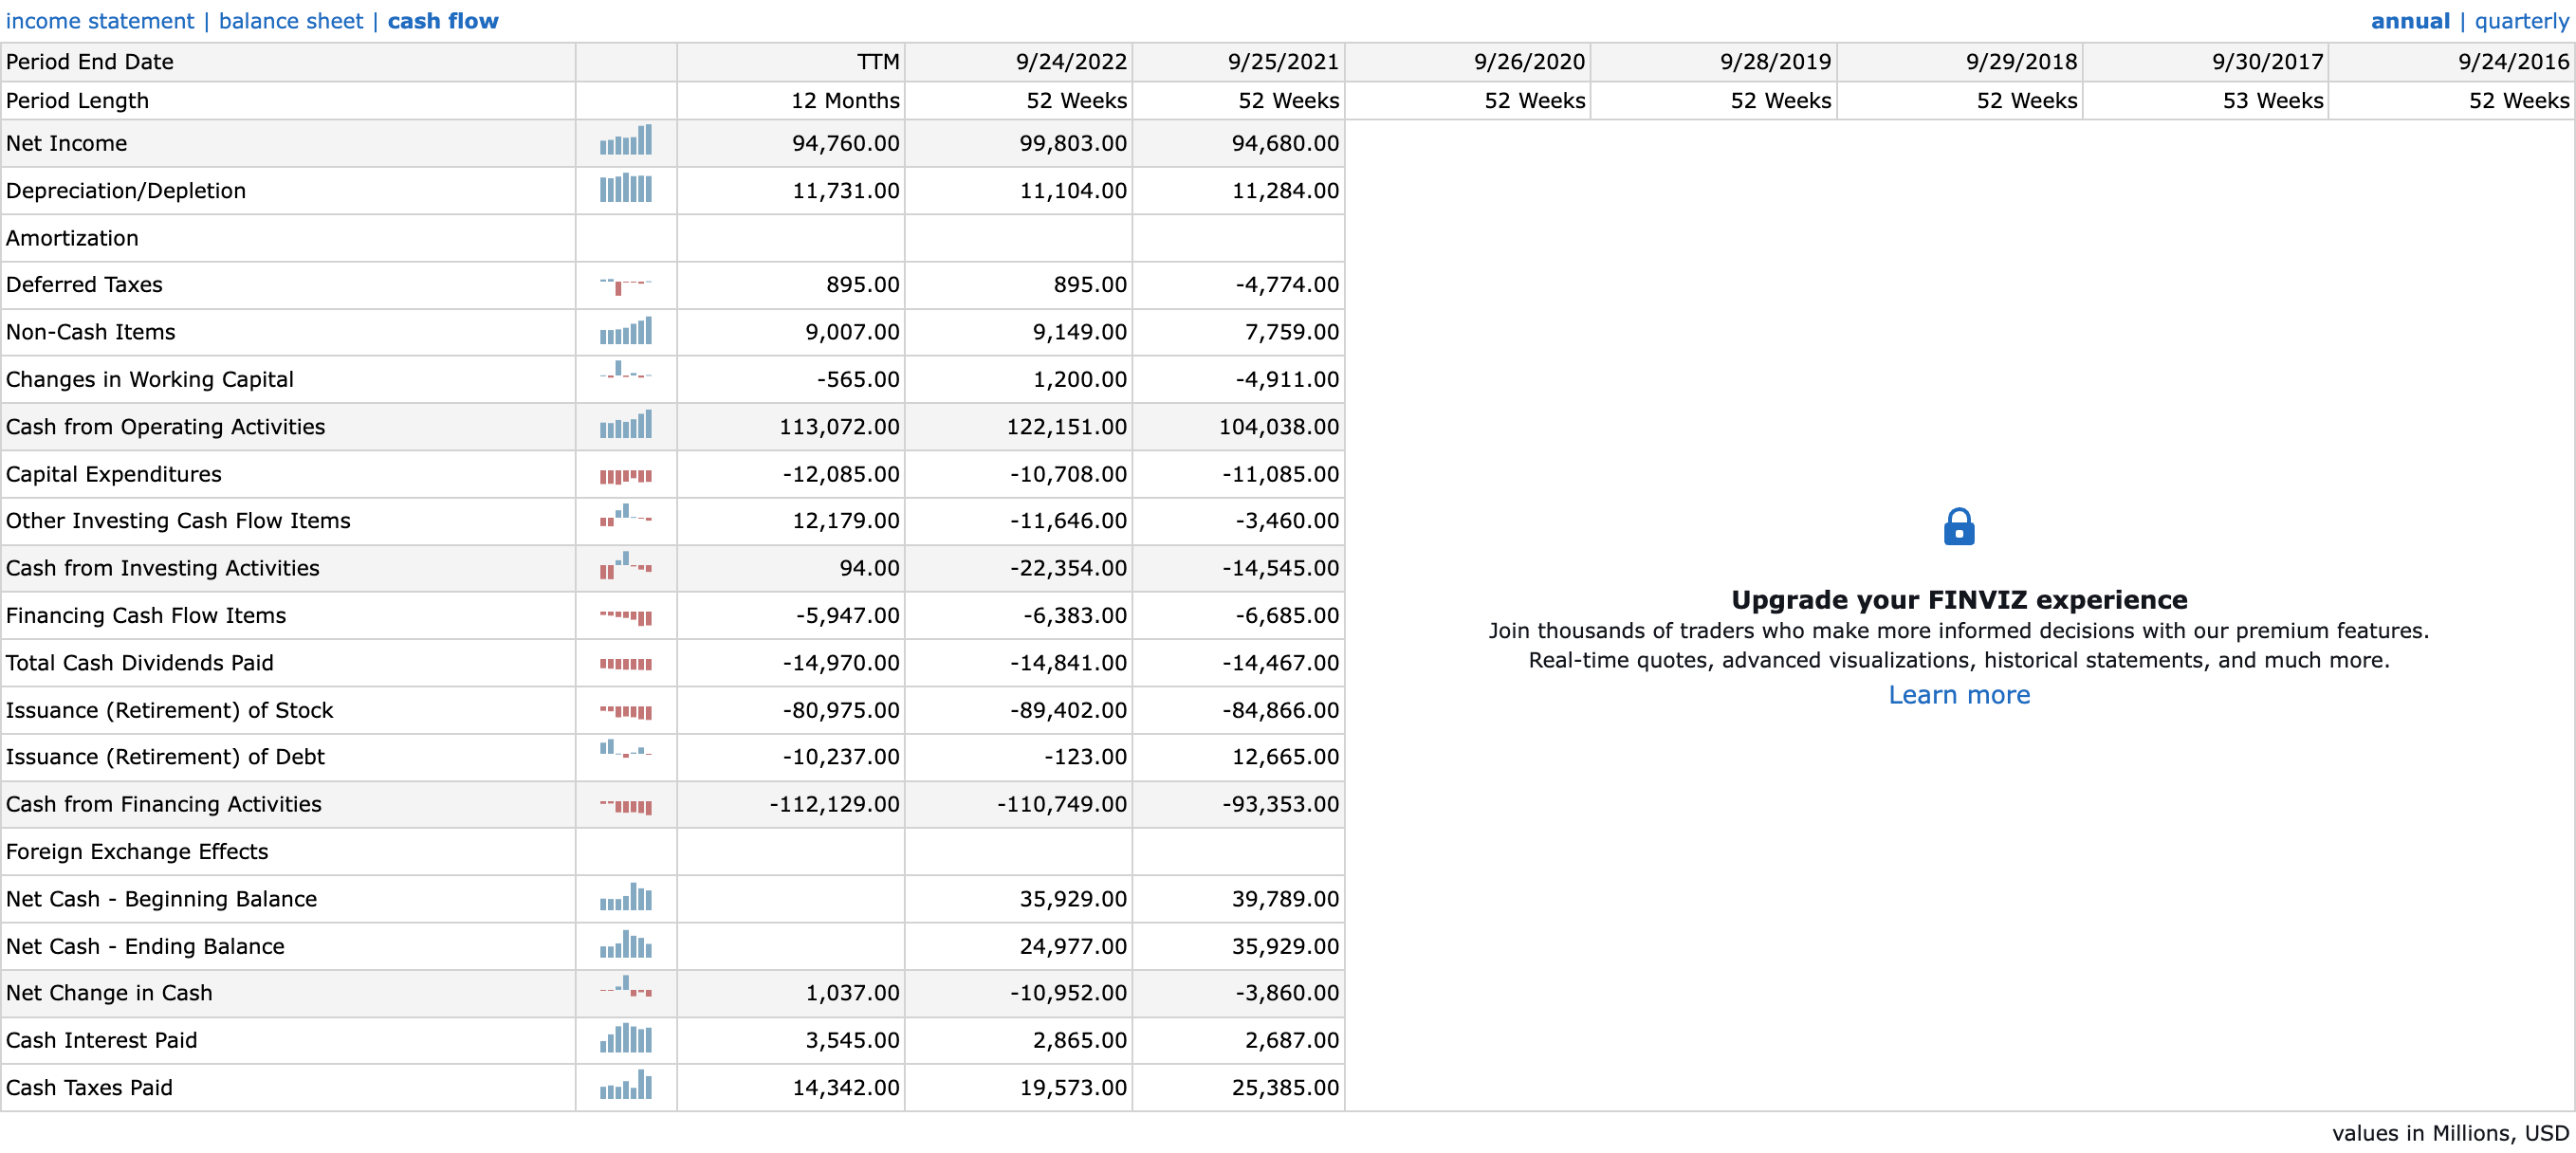 income statement | balance sheet | cash flow annual | quarterly
Period End Date TTM 9/24/2022 9/25/2021 9/26/2020 9/28/2019 9/29/2018 9/30/2017 9/24/2016
Period Length 12 Months 52 Weeks 52 Weeks 52 Weeks 52 Weeks 52 Weeks 53 Weeks 52 Weeks
Net Income 94,760.00 99,803.00 94,680.00
Depreciation/Depletion 11,731.00 11,104.00 11,284.00
Amortization
Deferred Taxes 895.00 895.00 -4,774.00
Non-Cash Items 9,007.00 9,149.00 7,759.00
Changes in Working Capital -565.00 1,200.00 -4,911.00
Cash from Operating Activities 113,072.00 122,151.00 104,038.00
Capital Expenditures -12,085.00 -10,708.00 -11,085.00
Other Investing Cash Flow Items 12,179.00 -11,646.00 -3,460.00
Cash from Investing Activities 94.00 -22,354.00 -14,545.00
Financing Cash Flow Items -5,947.00 -6,383.00 -6,685.00
Total Cash Dividends Paid -14,970.00 -14,841.00 -14,467.00
Issuance (Retirement) of Stock -80,975.00 -89,402.00 -84,866.00
Issuance (Retirement) of Debt -10,237.00 -123.00 12,665.00
Cash from Financing Activities -112,129.00 -110,749.00 -93,353.00
Foreign Exchange Effects
Net Cash - Beginning Balance 35,929.00 39,789.00
Net Cash - Ending Balance 24,977.00 35,929.00
Net Change in Cash 1,037.00 -10,952.00 -3,860.00
Cash Interest Paid 3,545.00 2,865.00 2,687.00
Cash Taxes Paid 14,342.00 19,573.00 25,385.00
Upgrade your FINVIZ experience
Join thousands of traders who make more informed decisions with our premium features.
Real-time quotes, advanced visualizations, historical statements, and much more.
Learn more
values in Millions, USD